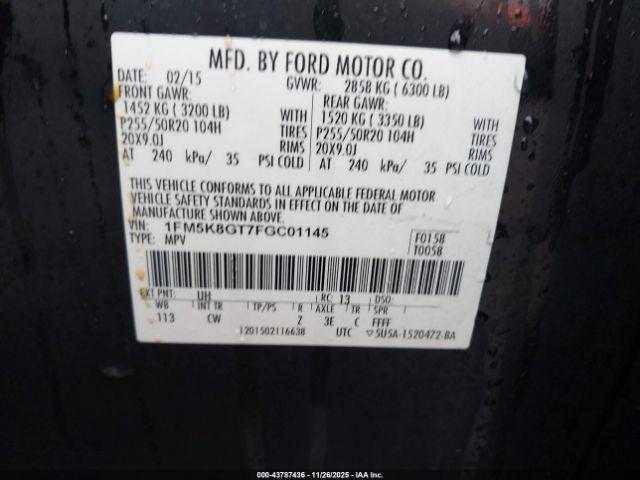 MFD. BY FORD MOTOR CO.
DATE: 02/15 GVWR: 2858 KG ( 6300 LB)
FRONT GAWR: REAR GAWR:
1452 KG ( 3200 LB) WITH 1520 KG ( 3350 LB) WITH
P255/50R20 104H TIRES P255/50R20 104H TIRES
20X9.0J RIMS 20X9.0J RIMS
AT 240 kPa/ 35 PSI COLD AT 240 kPa/ 35 PSI COLD
THIS VEHICLE CONFORMS TO ALL APPLICABLE FEDERAL MOTOR
VEHICLE SAFETY STANDARDS IN EFFECT ON THE DATE OF
MANUFACTURE SHOWN ABOVE.
VIN: 1FM5K8GT7FGC01145 F0158
TYPE: MPV T0058
EXT PNT: UH RC: 13 DSO:
WB INT TR TP/PS R AXLE TR SPR
113 CW Z 3E C FFFF
1201502116638 UTC ▽5U5A-1520472-BA
000-43787436 - 11/26/2025 - IAA, Inc.